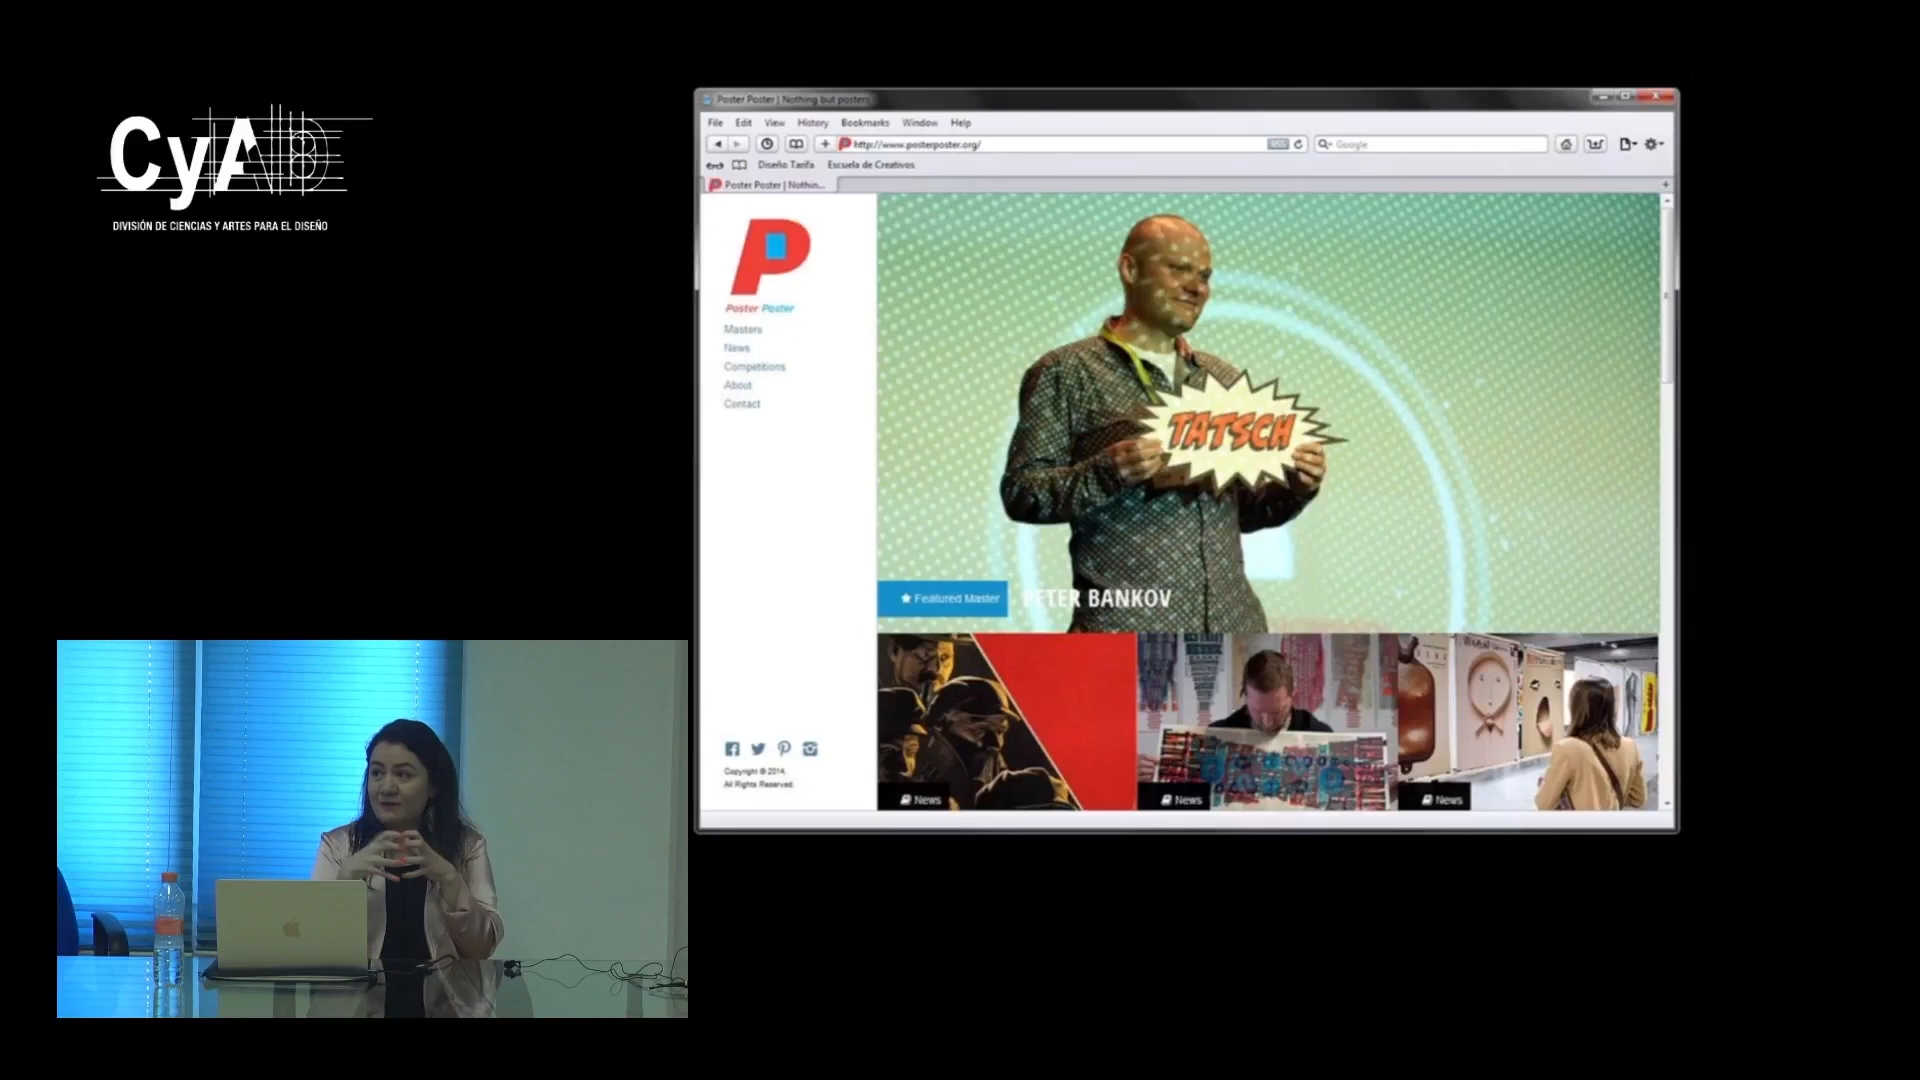 CyAD
DIVISIÓN DE CIENCIAS Y ARTES PARA EL DISEÑO
Poster Poster | Nothing but posters
File Edit View History Bookmarks Window Help
http://www.posterposter.org/
RSS
Google
Diseño Tarifa Escuela de Creativos
Poster Poster | Nothin...
P
Poster Poster
Masters
News
Competitions
About
Contact
TATSCH
Featured Master
PETER BANKOV
News
News
News
Copyright © 2014.
All Rights Reserved.